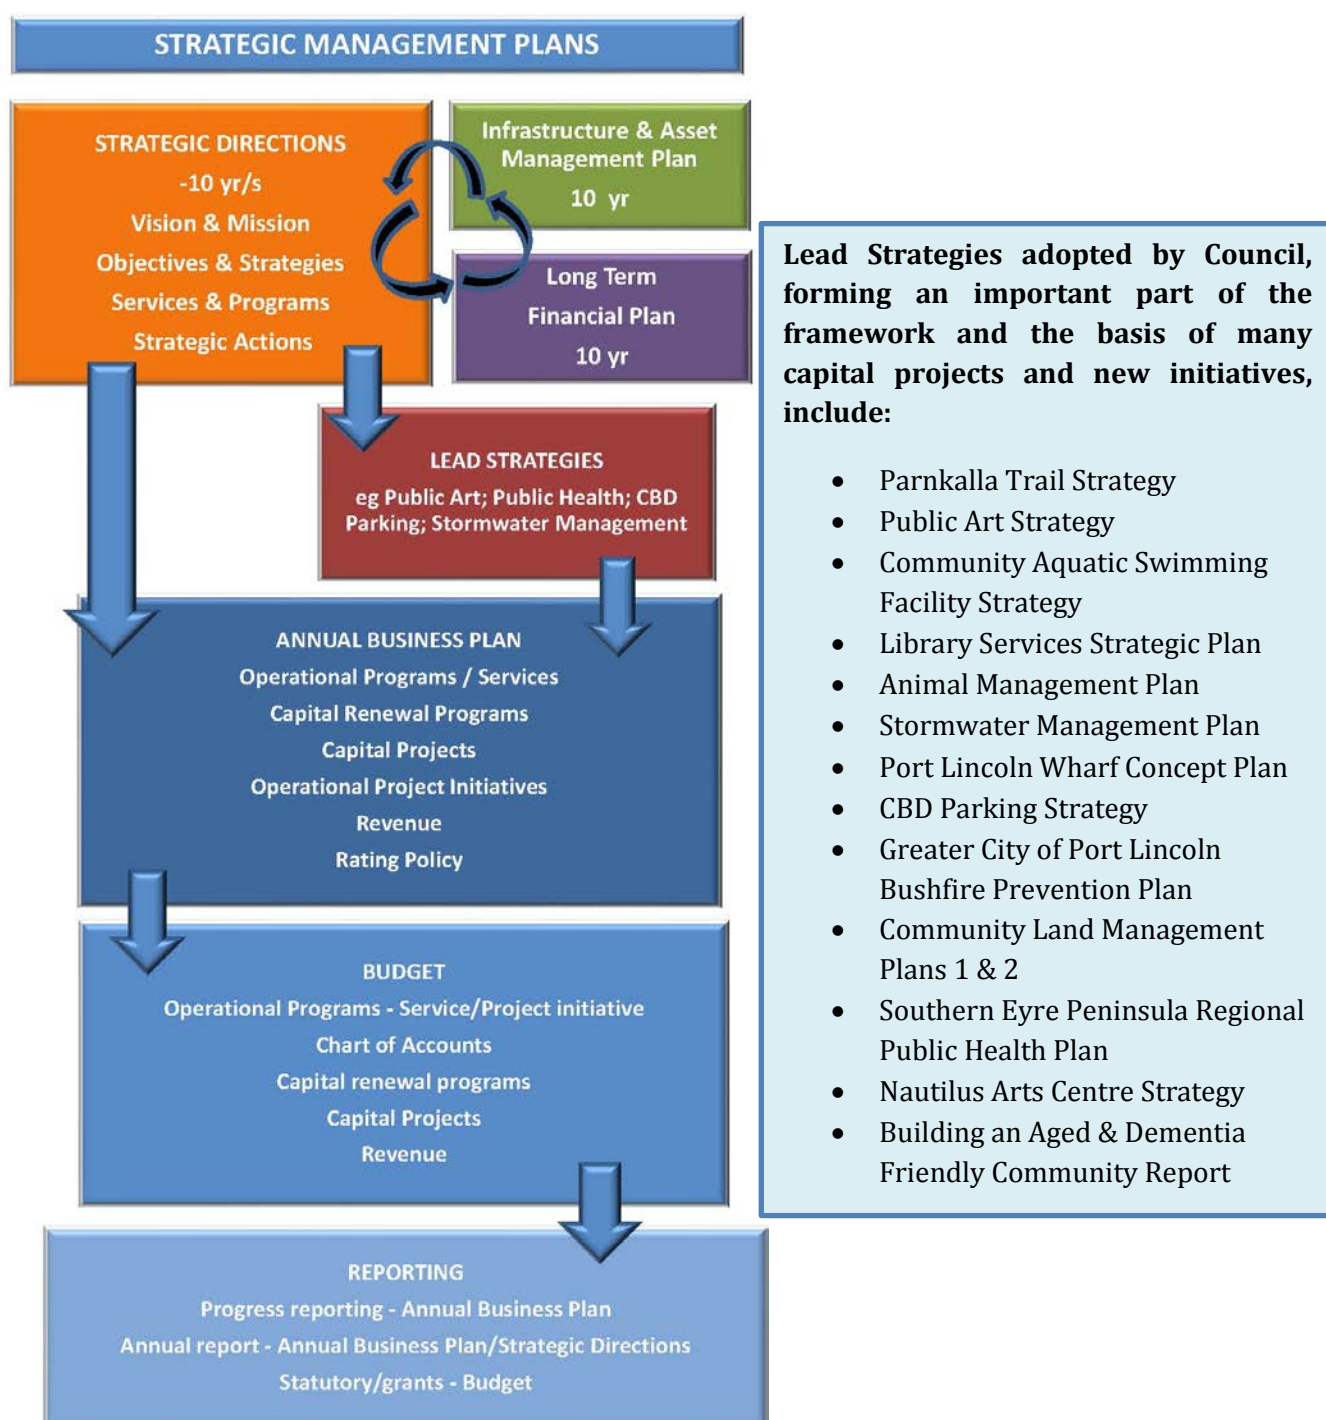 STRATEGIC MANAGEMENT PLANS
STRATEGIC DIRECTIONS
-10 yr/s
Vision & Mission
Objectives & Strategies
Services & Programs
Strategic Actions
Infrastructure & Asset
Management Plan
10 yr
Long Term
Financial Plan
10 yr
LEAD STRATEGIES
eg Public Art; Public Health; CBD
Parking; Stormwater Management
ANNUAL BUSINESS PLAN
Operational Programs / Services
Capital Renewal Programs
Capital Projects
Operational Project Initiatives
Revenue
Rating Policy
BUDGET
Operational Programs - Service/Project initiative
Chart of Accounts
Capital renewal programs
Capital Projects
Revenue
REPORTING
Progress reporting - Annual Business Plan
Annual report - Annual Business Plan/Strategic Directions
Statutory/grants - Budget
Lead Strategies adopted by Council,
forming an important part of the
framework and the basis of many
capital projects and new initiatives,
include:
• Parnkalla Trail Strategy
• Public Art Strategy
• Community Aquatic Swimming
Facility Strategy
• Library Services Strategic Plan
• Animal Management Plan
• Stormwater Management Plan
• Port Lincoln Wharf Concept Plan
• CBD Parking Strategy
• Greater City of Port Lincoln
Bushfire Prevention Plan
• Community Land Management
Plans 1 & 2
• Southern Eyre Peninsula Regional
Public Health Plan
• Nautilus Arts Centre Strategy
• Building an Aged & Dementia
Friendly Community Report